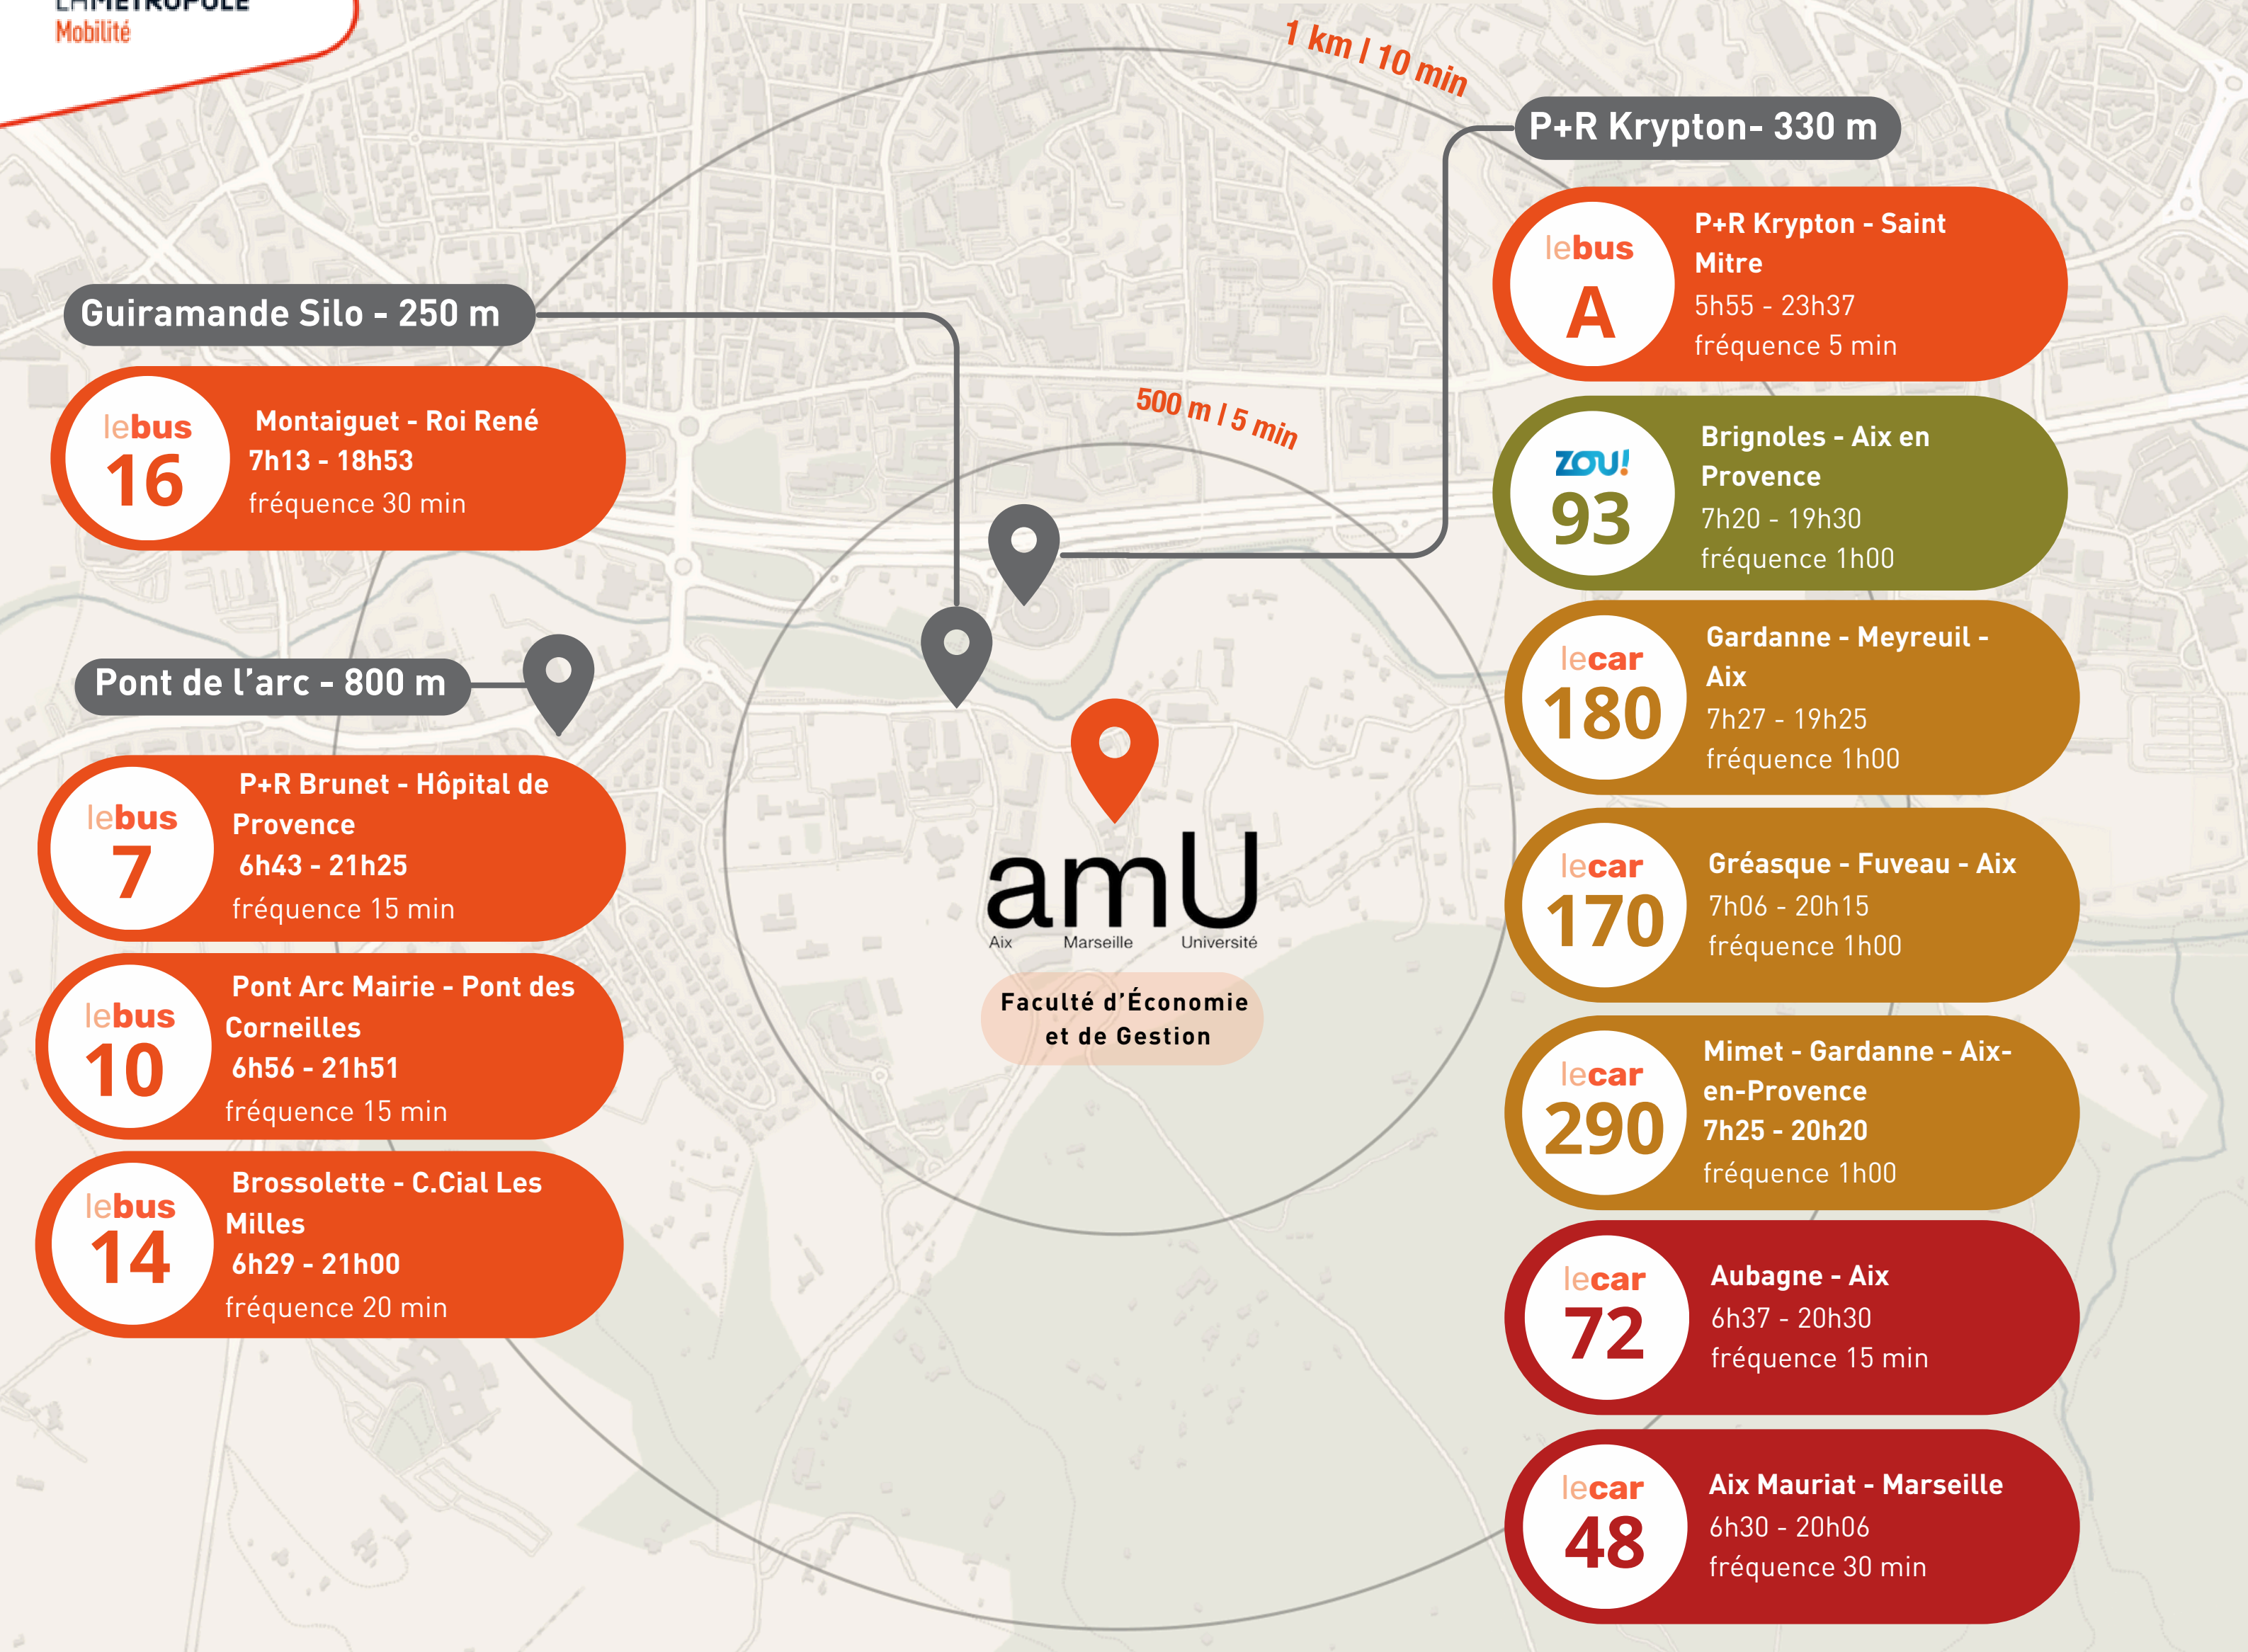 LAMÉTROPOLE
Mobilité
1 km / 10 min
500 m / 5 min
Guiramande Silo - 250 m
lebus
16
Montaiguet - Roi René
7h13 - 18h53
fréquence 30 min
Pont de l’arc - 800 m
lebus
7
P+R Brunet - Hôpital de
Provence
6h43 - 21h25
fréquence 15 min
lebus
10
Pont Arc Mairie - Pont des
Corneilles
6h56 - 21h51
fréquence 15 min
lebus
14
Brossolette - C.Cial Les
Milles
6h29 - 21h00
fréquence 20 min
amU
Aix Marseille Université
Faculté d’Économie
et de Gestion
P+R Krypton- 330 m
lebus
A
P+R Krypton - Saint
Mitre
5h55 - 23h37
fréquence 5 min
ZOU!
93
Brignoles - Aix en
Provence
7h20 - 19h30
fréquence 1h00
lecar
180
Gardanne - Meyreuil -
Aix
7h27 - 19h25
fréquence 1h00
lecar
170
Gréasque - Fuveau - Aix
7h06 - 20h15
fréquence 1h00
lecar
290
Mimet - Gardanne - Aix-
en-Provence
7h25 - 20h20
fréquence 1h00
lecar
72
Aubagne - Aix
6h37 - 20h30
fréquence 15 min
lecar
48
Aix Mauriat - Marseille
6h30 - 20h06
fréquence 30 min